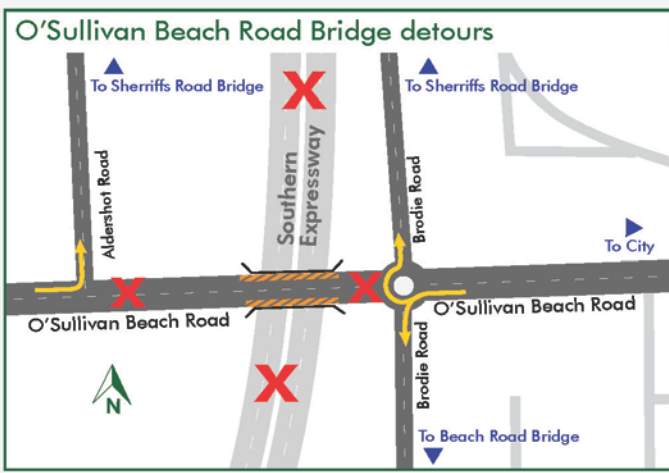 O'Sullivan Beach Road Bridge detours
To Sherriffs Road Bridge
To Sherriffs Road Bridge
Aldershot Road
Southern
Expressway
Brodie Road
To City
O'Sullivan Beach Road
O'Sullivan Beach Road
Brodie Road
N
To Beach Road Bridge